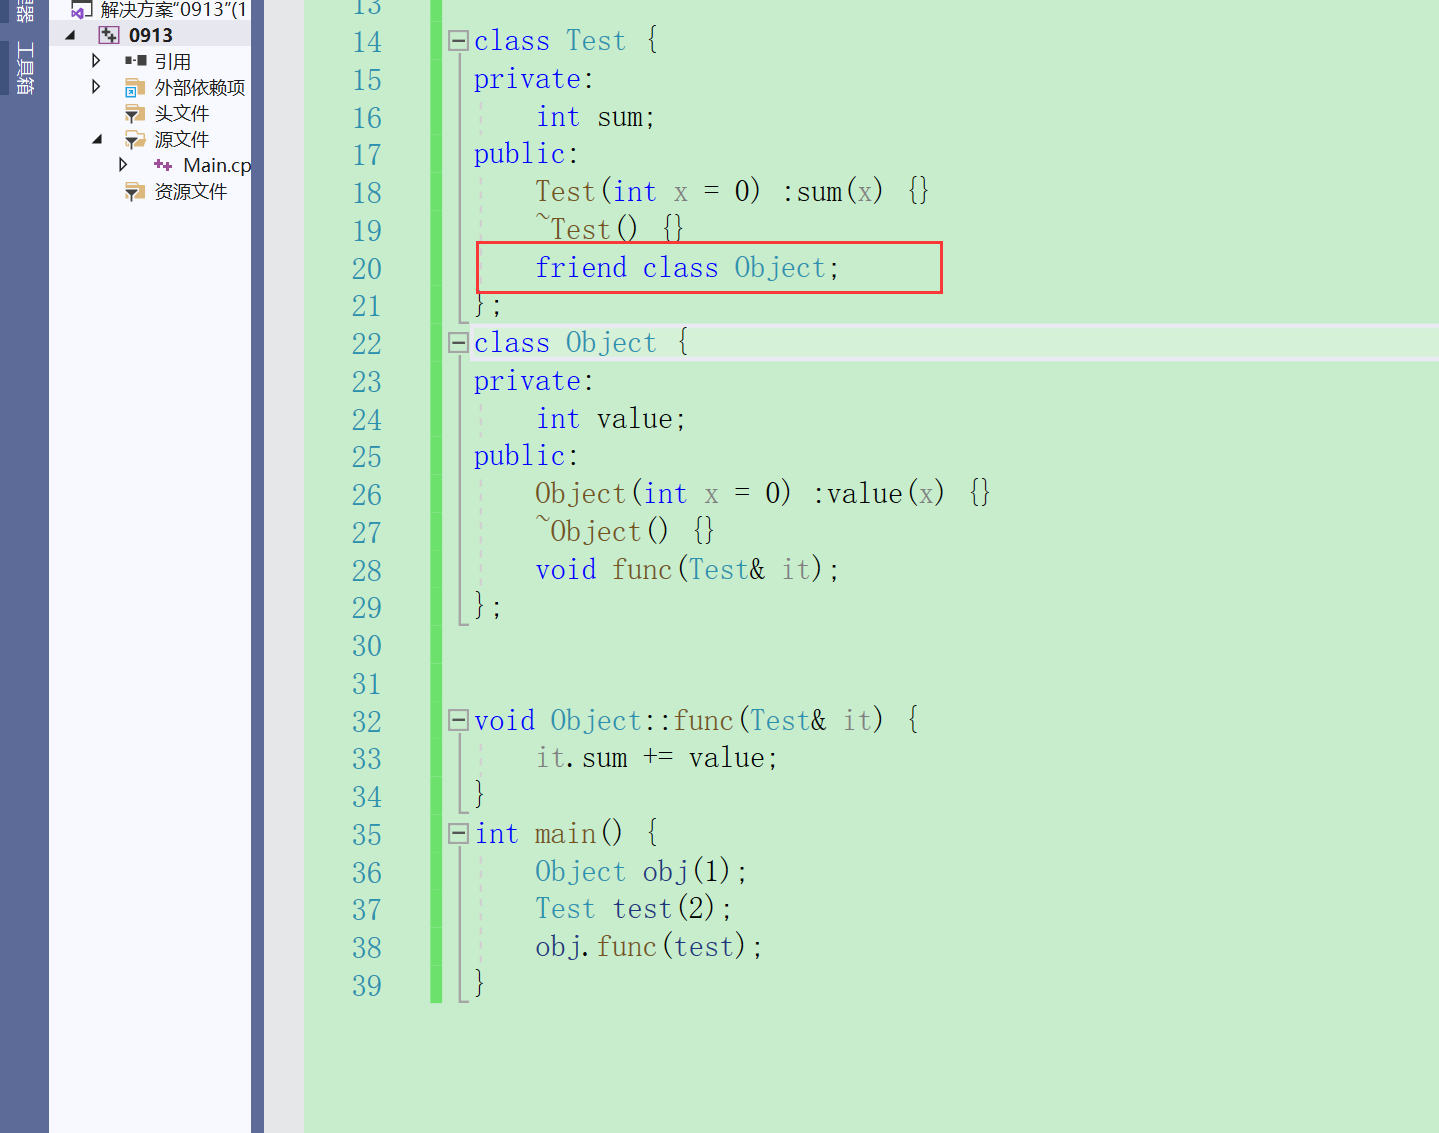 工具箱
解决方案“0913”(1
0913
引用
外部依赖项
头文件
源文件
Main.cp
资源文件
13
14 class Test {
15 private:
16 int sum;
17 public:
18 Test(int x = 0) :sum(x) {}
19 ~Test() {}
20 friend class Object;
21 };
22 class Object {
23 private:
24 int value;
25 public:
26 Object(int x = 0) :value(x) {}
27 ~Object() {}
28 void func(Test& it);
29 };
30
31
32 void Object::func(Test& it) {
33 it.sum += value;
34 }
35 int main() {
36 Object obj(1);
37 Test test(2);
38 obj.func(test);
39 }